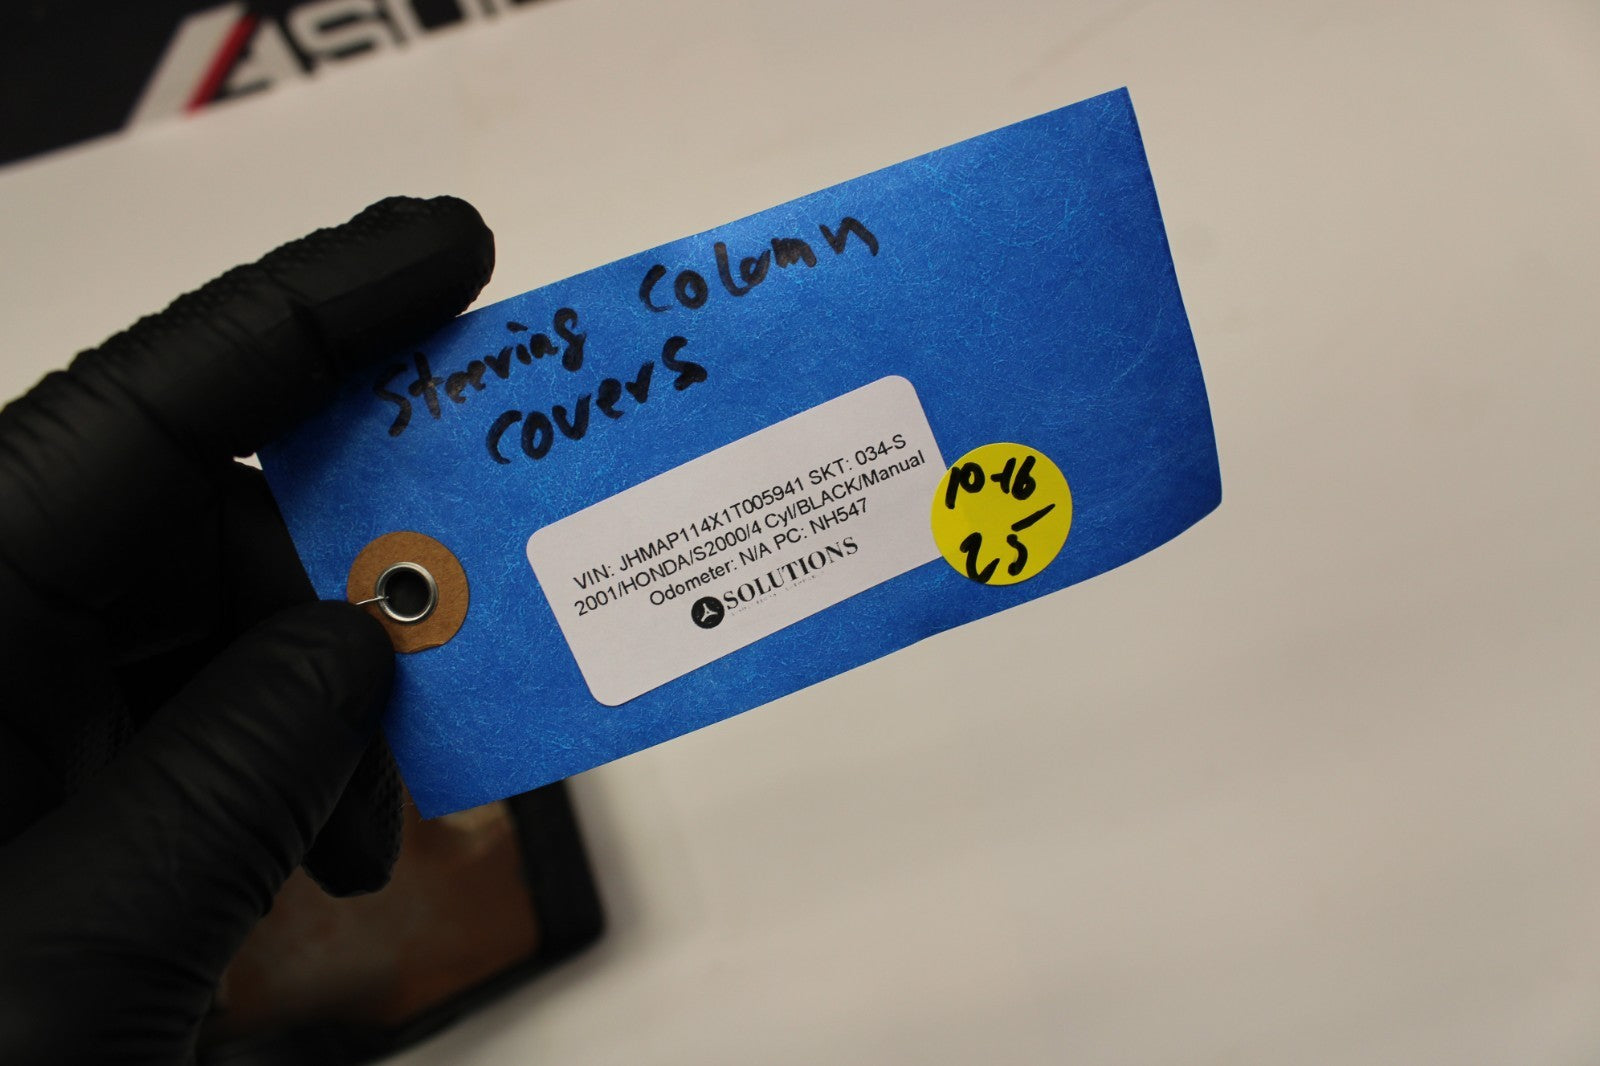 Steering Column
Covers
VIN: JHMAP114X1T005941 SKT: 034-S
2001/HONDA/S2000/4 Cyl/BLACK/Manual
Odometer: N/A PC: NH547
SOLUTIONS
10-16
25